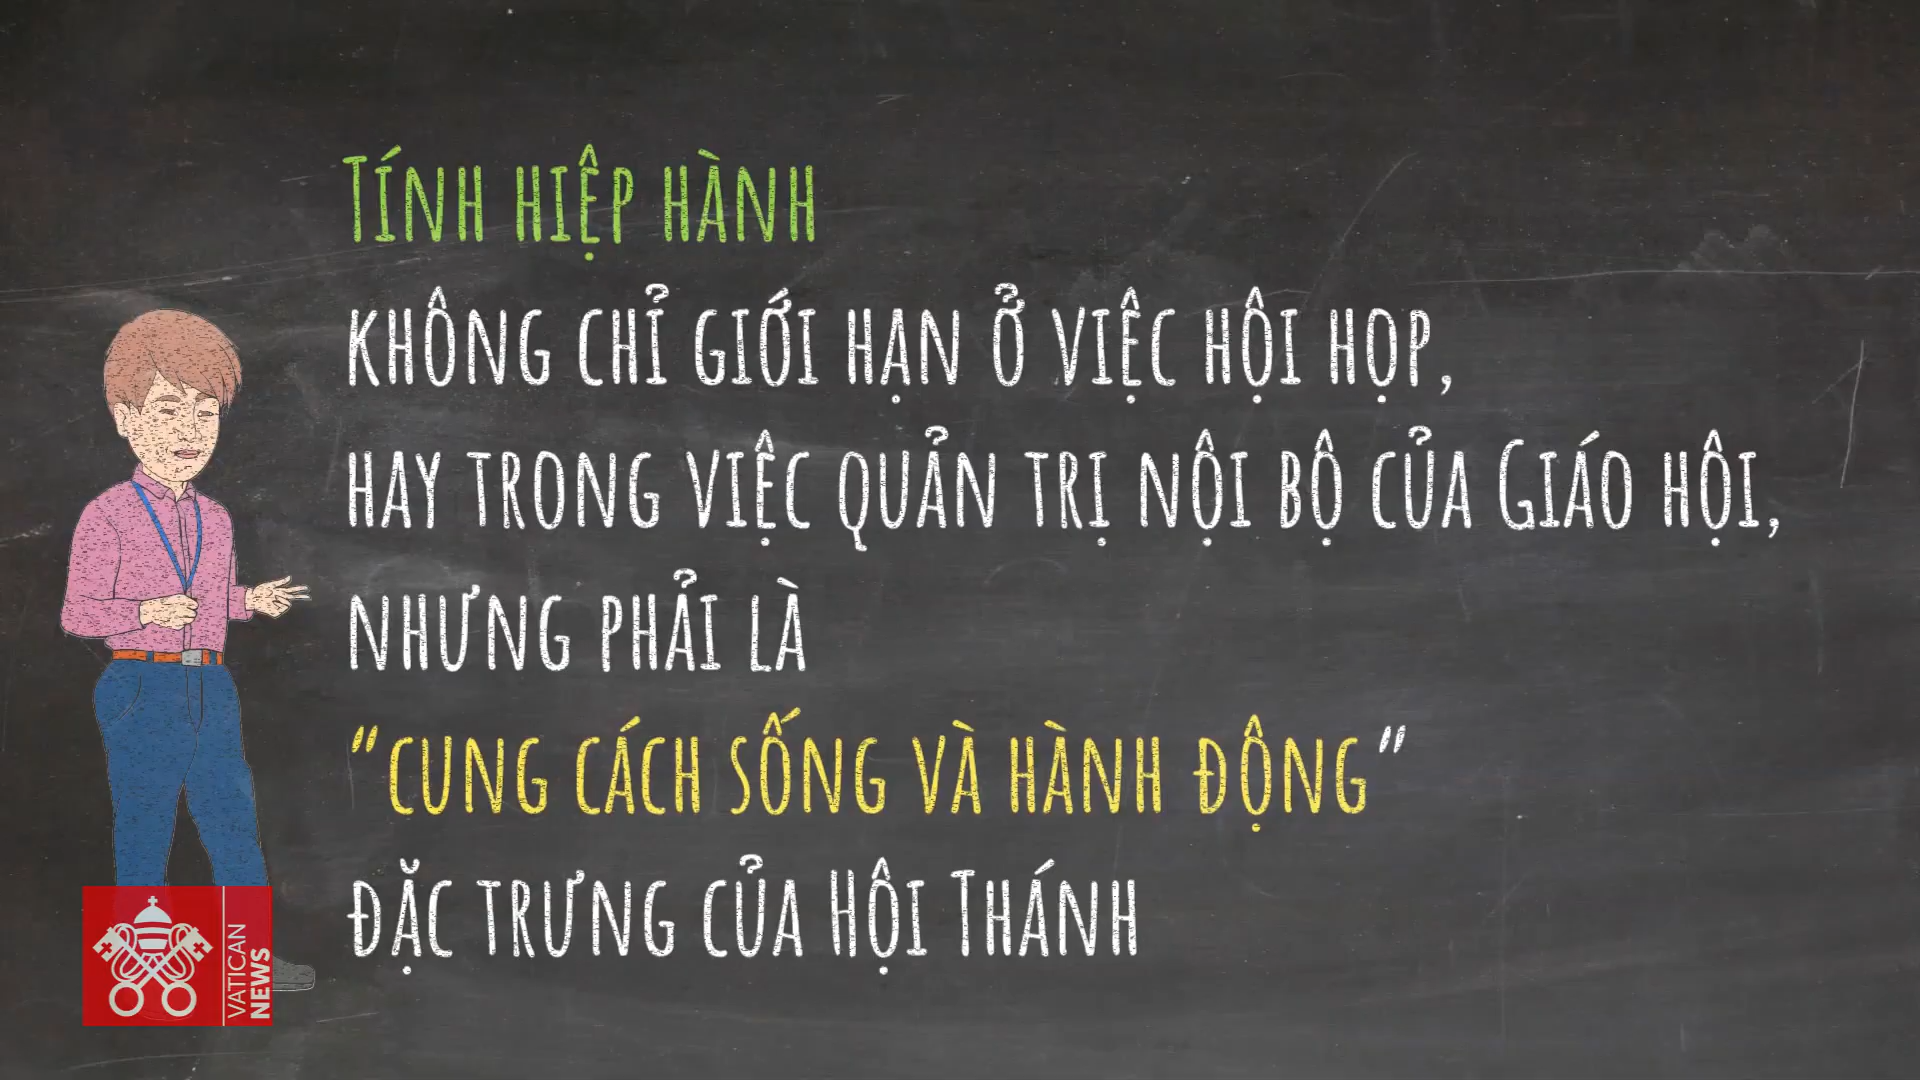 Tính hiệp hành
không chỉ giới hạn ở việc hội họp,
hay trong việc quản trị nội bộ của Giáo hội,
nhưng phải là
“cung cách sống và hành động”
đặc trưng của Hội Thánh
VATICAN
NEWS